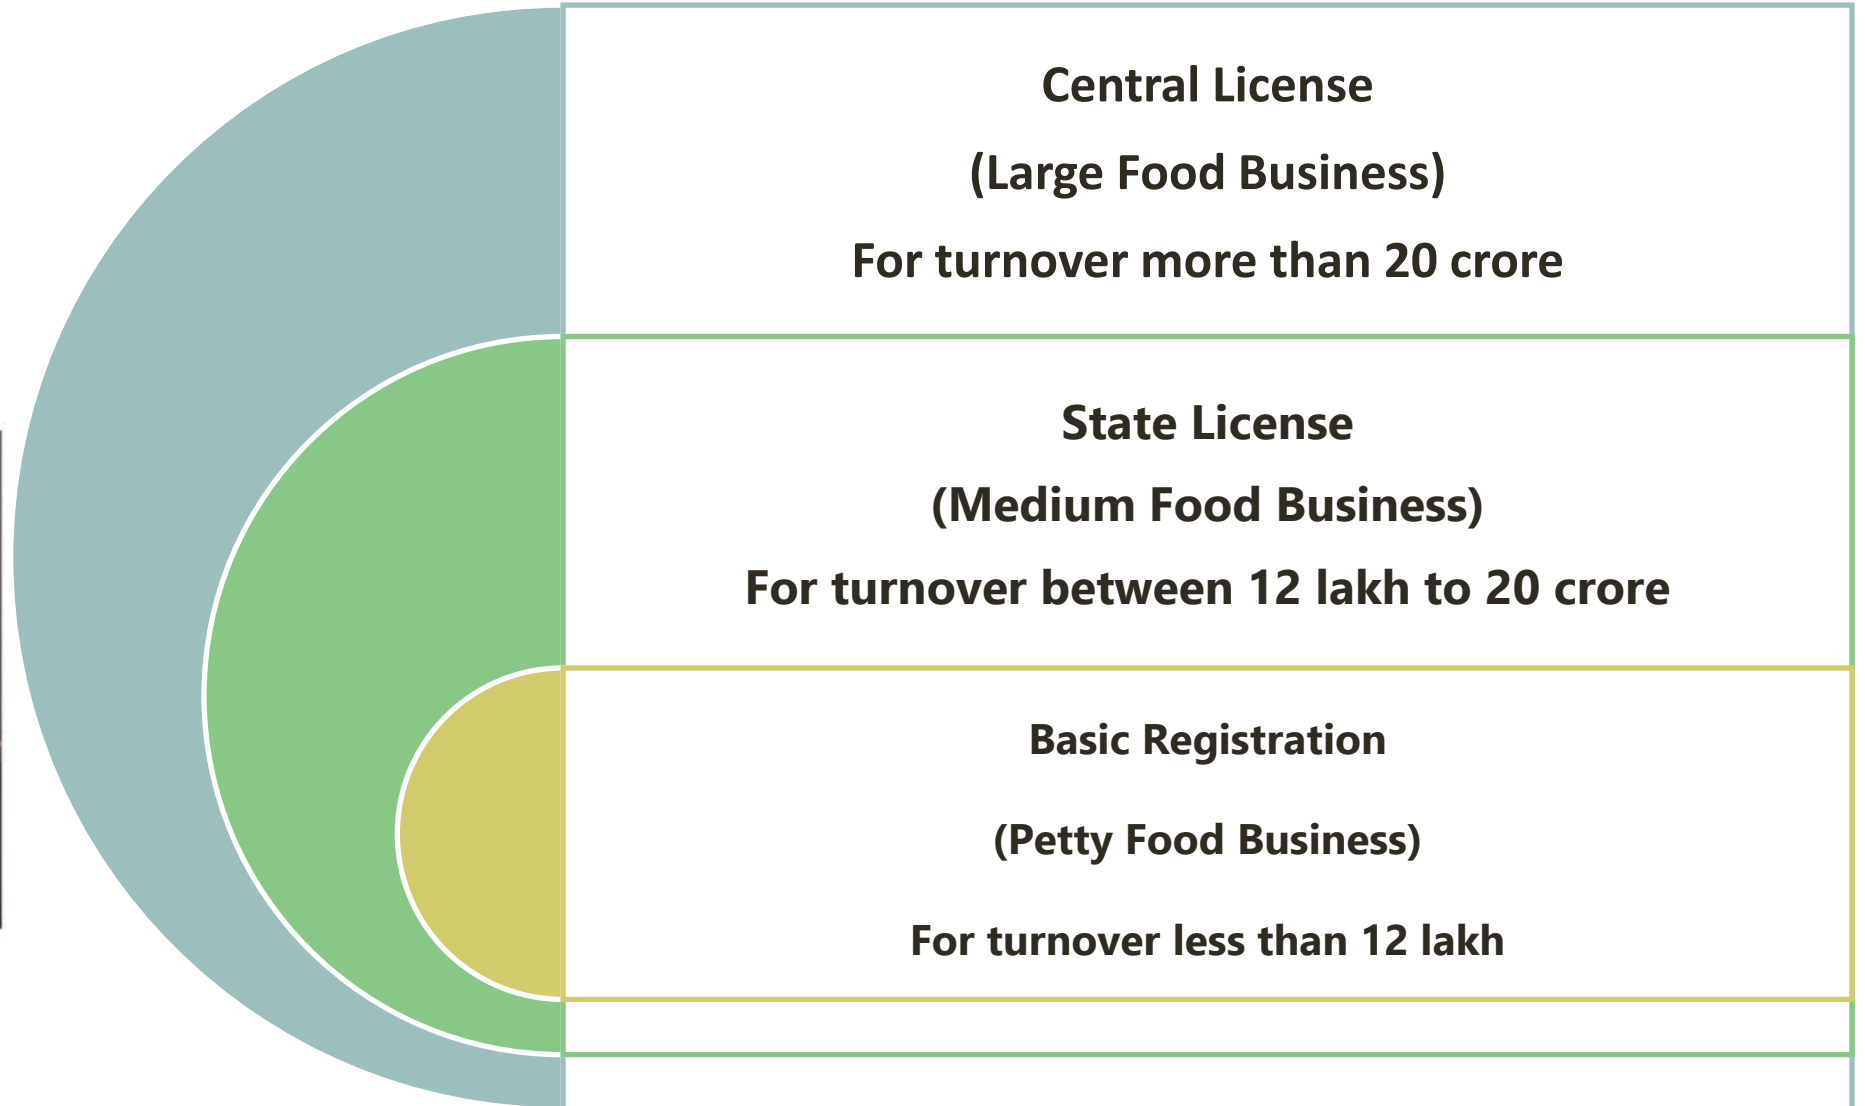 Central License
(Large Food Business)
For turnover more than 20 crore
State License
(Medium Food Business)
For turnover between 12 lakh to 20 crore
Basic Registration
(Petty Food Business)
For turnover less than 12 lakh